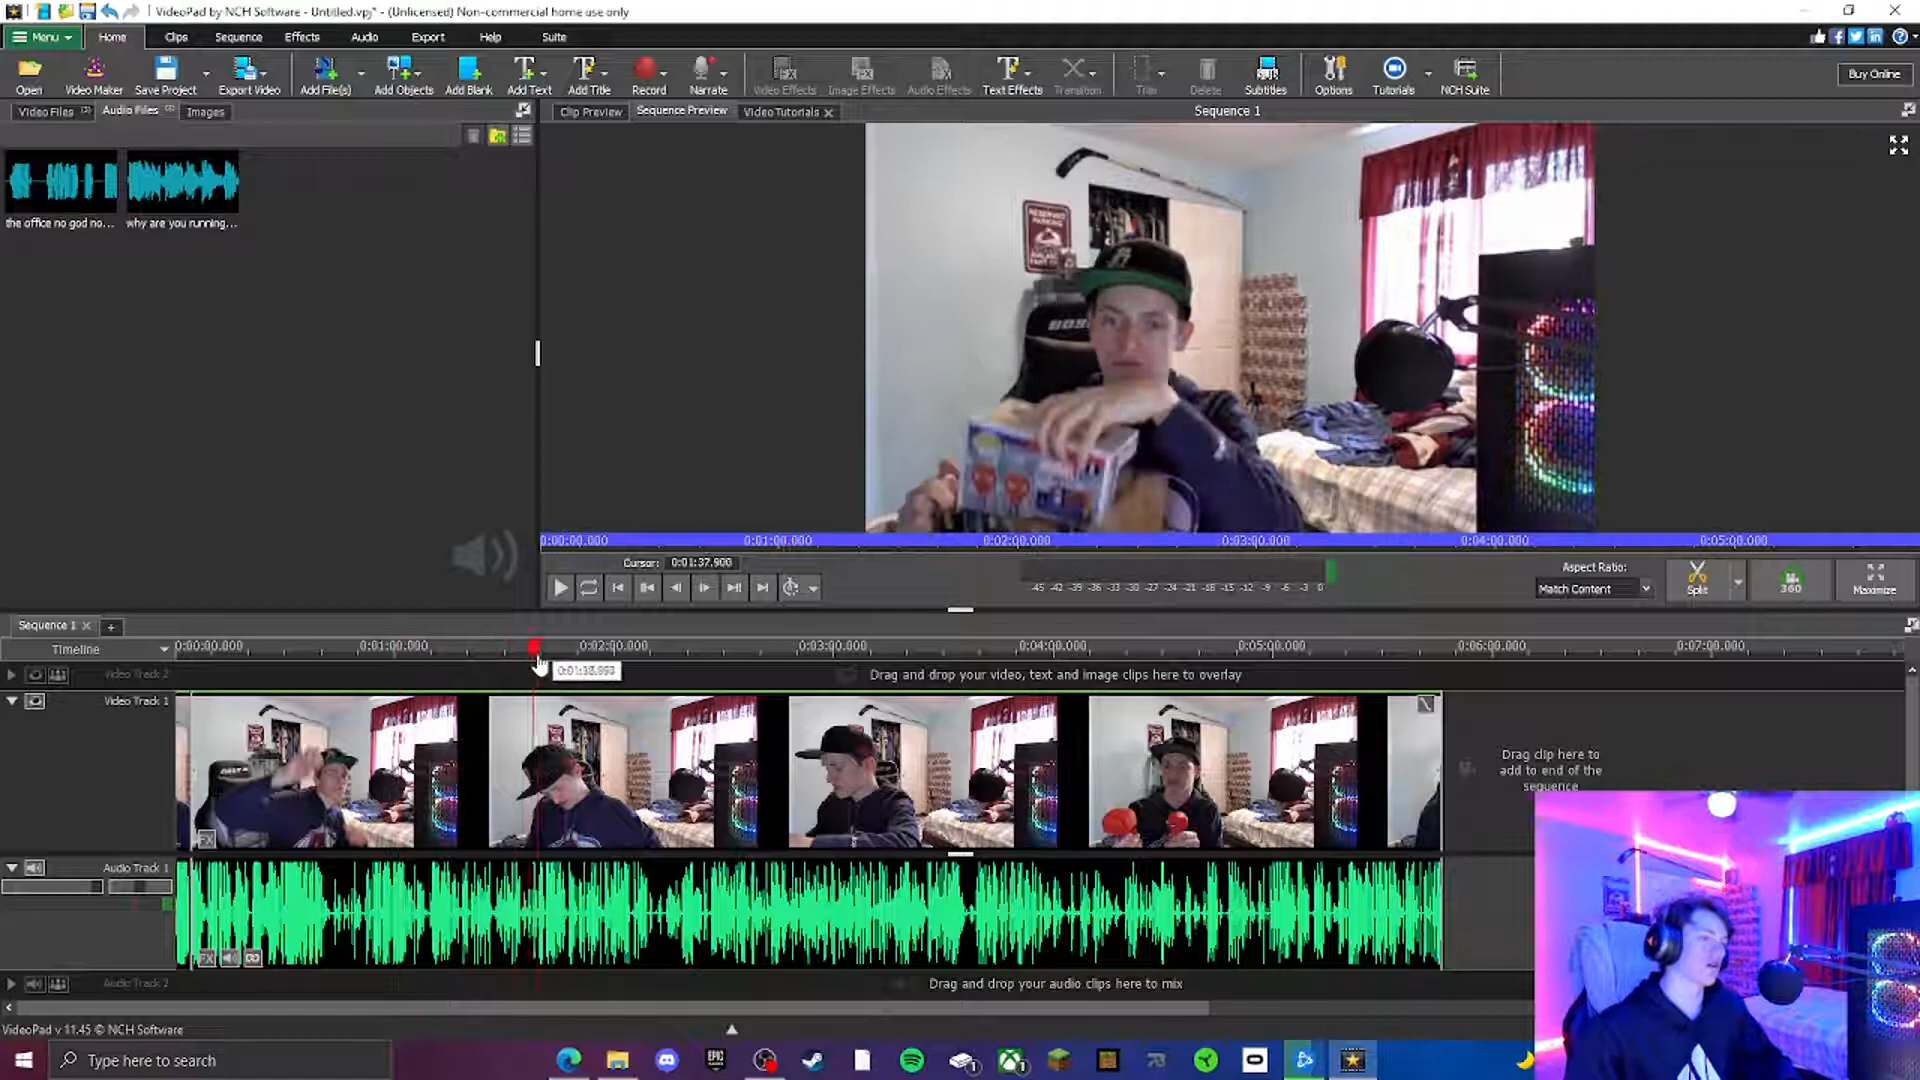 VideoPad by NCH Software - Untitled.vpj* - (Unlicensed) Non-commercial home use only
Menu Home Clips Sequence Effects Audio Export Help Suite
Open Video Maker Save Project Export Video Add File(s) Add Objects Add Blank Add Text Add Title Record Narrate Video Effects Image Effects Audio Effects Text Effects Transition Trim Delete Subtitles Options Tutorials NCH Suite Buy Online
Video Files Audio Files Images
Clip Preview Sequence Preview Video Tutorials Sequence 1
the office no god no... why are you running...
RESERVED
PARKING
0:00:00.000 0:01:00.000 0:02:00.000 0:03:00.000 0:04:00.000 0:05:00.000
Cursor: 0:01:37.900
Aspect Ratio:
Match Content
-45 -42 -39 -36 -33 -30 -27 -24 -21 -18 -15 -12 -9 -6 -3 0
Split 360 Maximize
Sequence 1
Timeline 0:00:00.000 0:01:00.000 0:02:00.000 0:03:00.000 0:04:00.000 0:05:00.000 0:06:00.000 0:07:00.000
Video Track 2 Drag and drop your video, text and image clips here to overlay
Video Track 1
Drag clip here to
add to end of the
sequence
FX
Audio Track 1
FX
Audio Track 2 Drag and drop your audio clips here to mix
VideoPad v 11.45 © NCH Software
Type here to search
EPIC